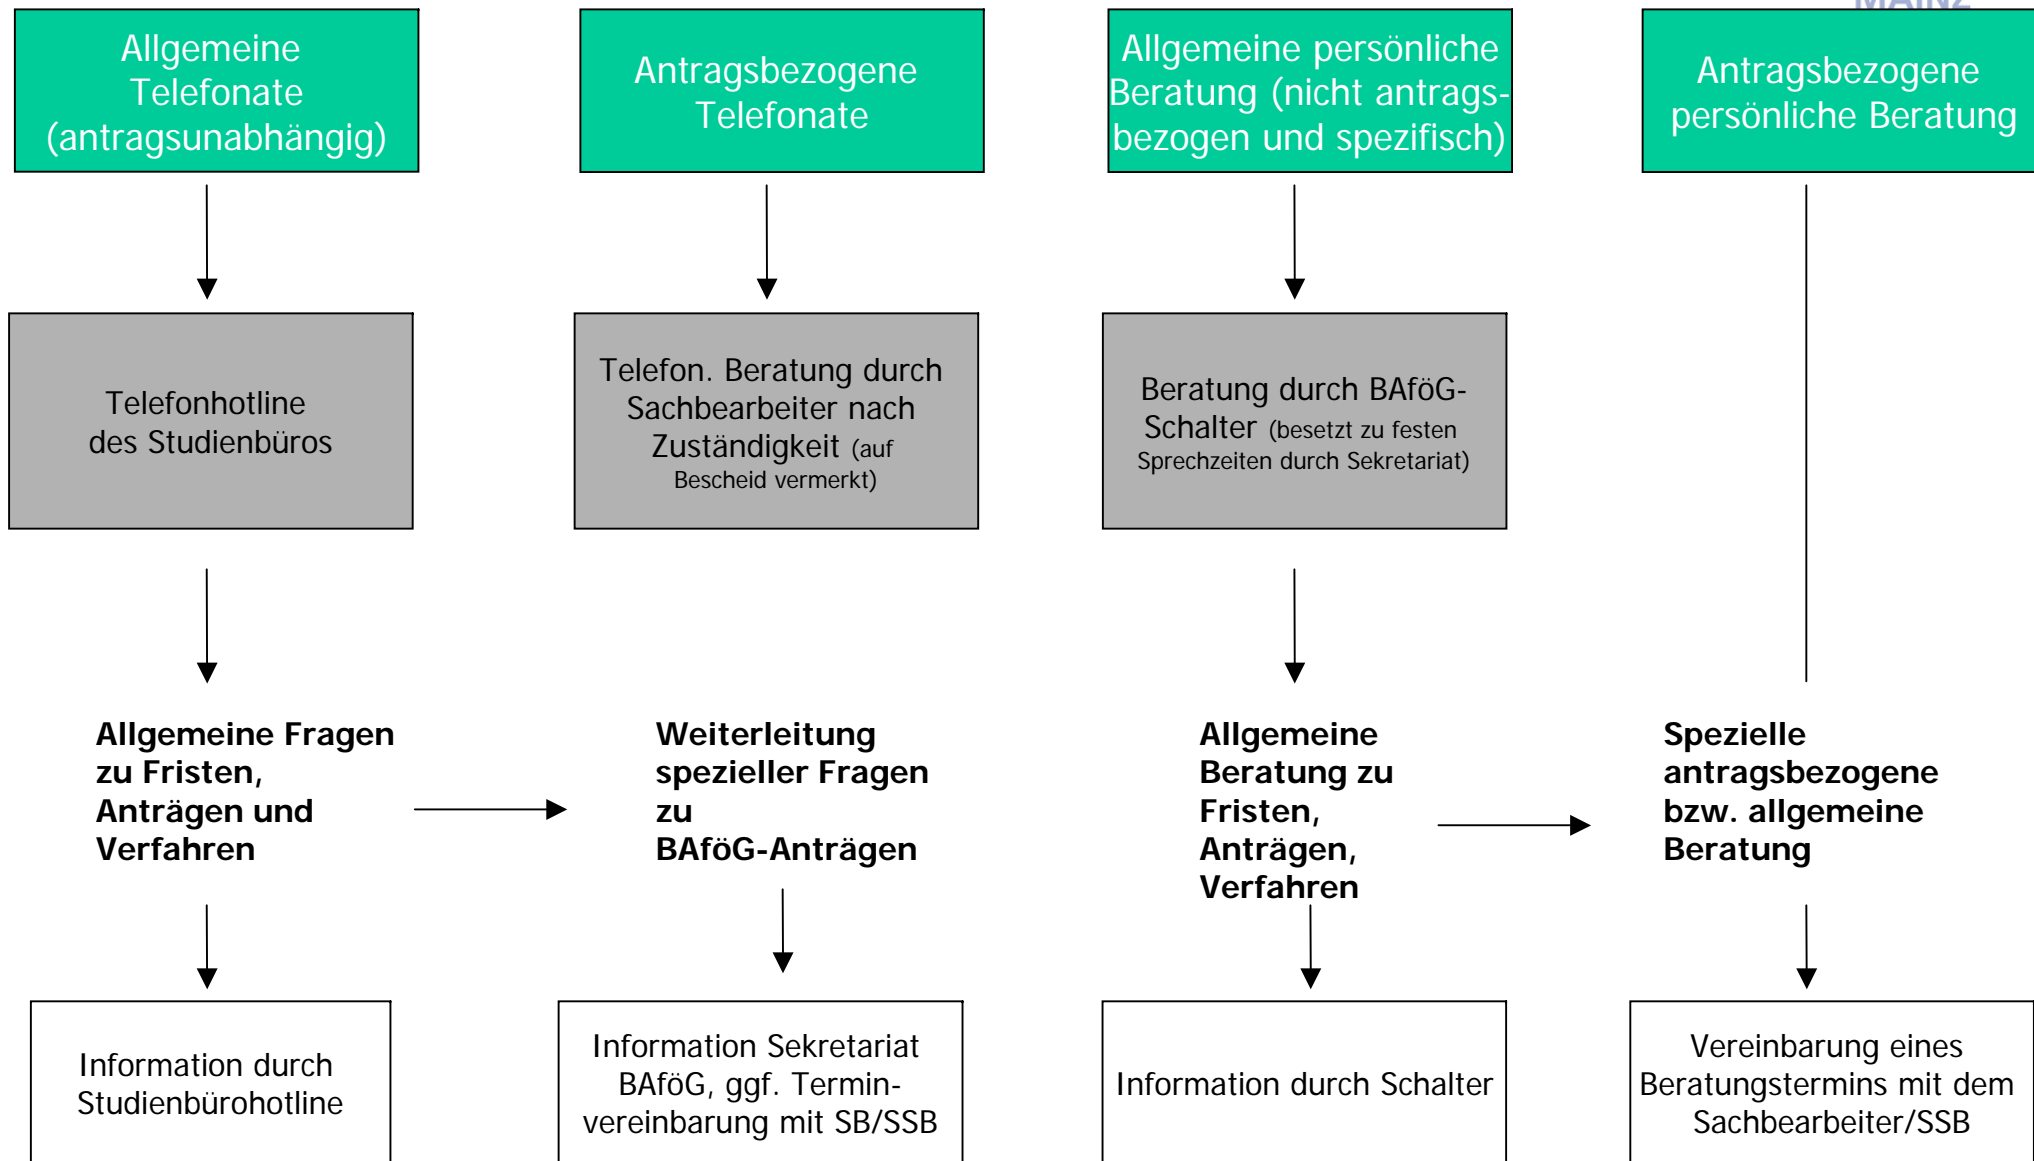 MAINZ
Allgemeine
Telefonate
(antragsunabhängig)
Antragsbezogene
Telefonate
Allgemeine persönliche
Beratung (nicht antrags-
bezogen und spezifisch)
Antragsbezogene
persönliche Beratung
Telefonhotline
des Studienbüros
Telefon. Beratung durch
Sachbearbeiter nach
Zuständigkeit (auf
Bescheid vermerkt)
Beratung durch BAföG-
Schalter (besetzt zu festen
Sprechzeiten durch Sekretariat)
Allgemeine Fragen
zu Fristen,
Anträgen und
Verfahren
Weiterleitung
spezieller Fragen
zu
BAföG-Anträgen
Allgemeine
Beratung zu
Fristen,
Anträgen,
Verfahren
Spezielle
antragsbezogene
bzw. allgemeine
Beratung
Information durch
Studienbürohotline
Information Sekretariat
BAföG, ggf. Termin-
vereinbarung mit SB/SSB
Information durch Schalter
Vereinbarung eines
Beratungstermins mit dem
Sachbearbeiter/SSB